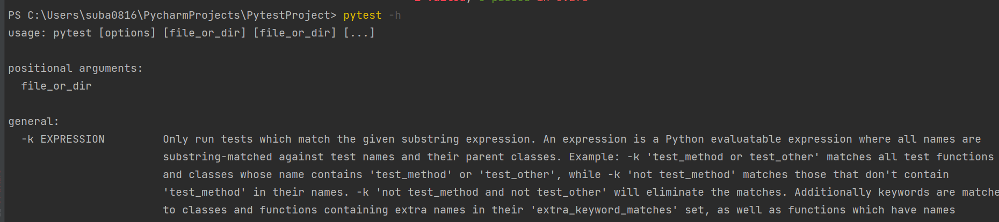 PS C:\Users\suba0816\PycharmProjects\PytestProject> pytest -h
usage: pytest [options] [file_or_dir] [file_or_dir] [...]
positional arguments:
  file_or_dir
general:
  -k EXPRESSION         Only run tests which match the given substring expression. An expression is a Python evaluatable expression where all names are
                        substring-matched against test names and their parent classes. Example: -k 'test_method or test_other' matches all test functions
                        and classes whose name contains 'test_method' or 'test_other', while -k 'not test_method' matches those that don't contain
                        'test_method' in their names. -k 'not test_method and not test_other' will eliminate the matches. Additionally keywords are matche
                        to classes and functions containing extra names in their 'extra_keyword_matches' set, as well as functions which have names